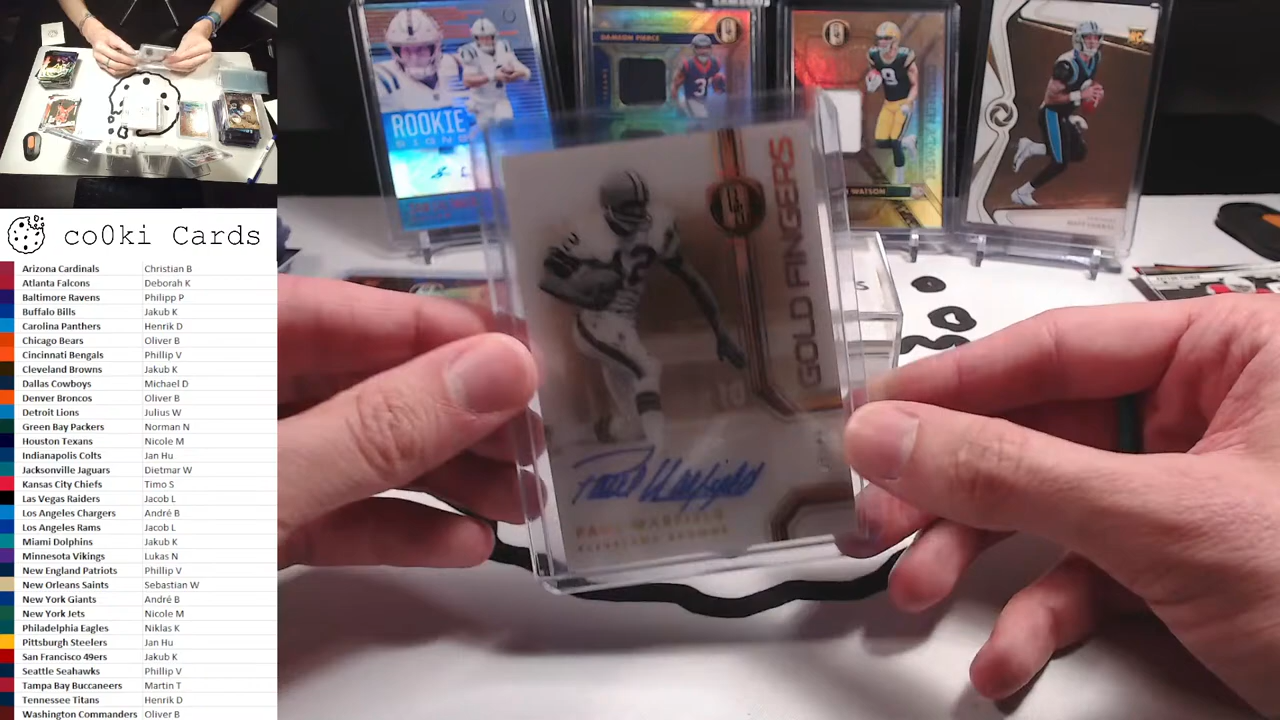 co0ki Cards
Arizona Cardinals Christian B
Atlanta Falcons Deborah K
Baltimore Ravens Philipp P
Buffalo Bills Jakub K
Carolina Panthers Henrik D
Chicago Bears Oliver B
Cincinnati Bengals Phillip V
Cleveland Browns Jakub K
Dallas Cowboys Michael D
Denver Broncos Oliver B
Detroit Lions Julius W
Green Bay Packers Norman N
Houston Texans Nicole M
Indianapolis Colts Jan Hu
Jacksonville Jaguars Dietmar W
Kansas City Chiefs Timo S
Las Vegas Raiders Jacob L
Los Angeles Chargers André B
Los Angeles Rams Jacob L
Miami Dolphins Jakub K
Minnesota Vikings Lukas N
New England Patriots Phillip V
New Orleans Saints Sebastian W
New York Giants André B
New York Jets Nicole M
Philadelphia Eagles Niklas K
Pittsburgh Steelers Jan Hu
San Francisco 49ers Jakub K
Seattle Seahawks Phillip V
Tampa Bay Buccaneers Martin T
Tennessee Titans Henrik D
Washington Commanders Oliver B
ROOKIE
SIGNS
DAMEON PIERCE
WATSON
RC
GOLD FINGERS
Paul Warfield
PAUL WARFIELD
CLEVELAND BROWNS